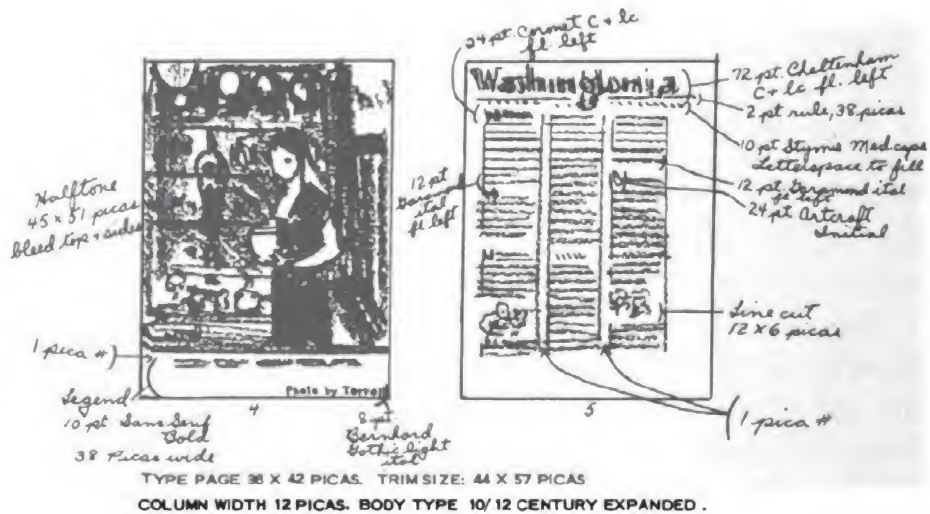 24 pt. Coronet C + lc
fl. left
72 pt. Cheltenham
C + lc fl. left
2 pt rule, 38 picas
10 pt Stymie Med caps
Letterspace to fill
12 pt. Garamond ital
fl left
24 pt Artcraft
Initial
12 pt
Garamond
ital
fl left
Halftone
45 x 51 picas
bleed top + sides
Line cut
12 x 6 picas
1 pica #
Photo by Terrell
4
5
Legend
10 pt Sans Serif
Bold
38 Picas wide
8 pt
Bernhard
Gothic light
ital
1 pica #
TYPE PAGE 38 X 42 PICAS. TRIM SIZE: 44 X 57 PICAS
COLUMN WIDTH 12 PICAS. BODY TYPE 10/12 CENTURY EXPANDED.